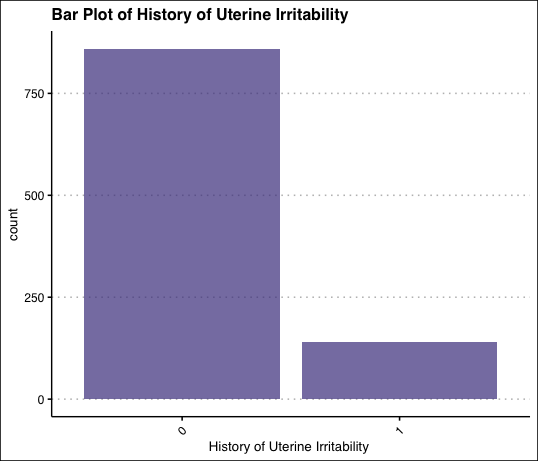 Bar Plot of History of Uterine Irritability
count
750
500
250
0
0
1
History of Uterine Irritability